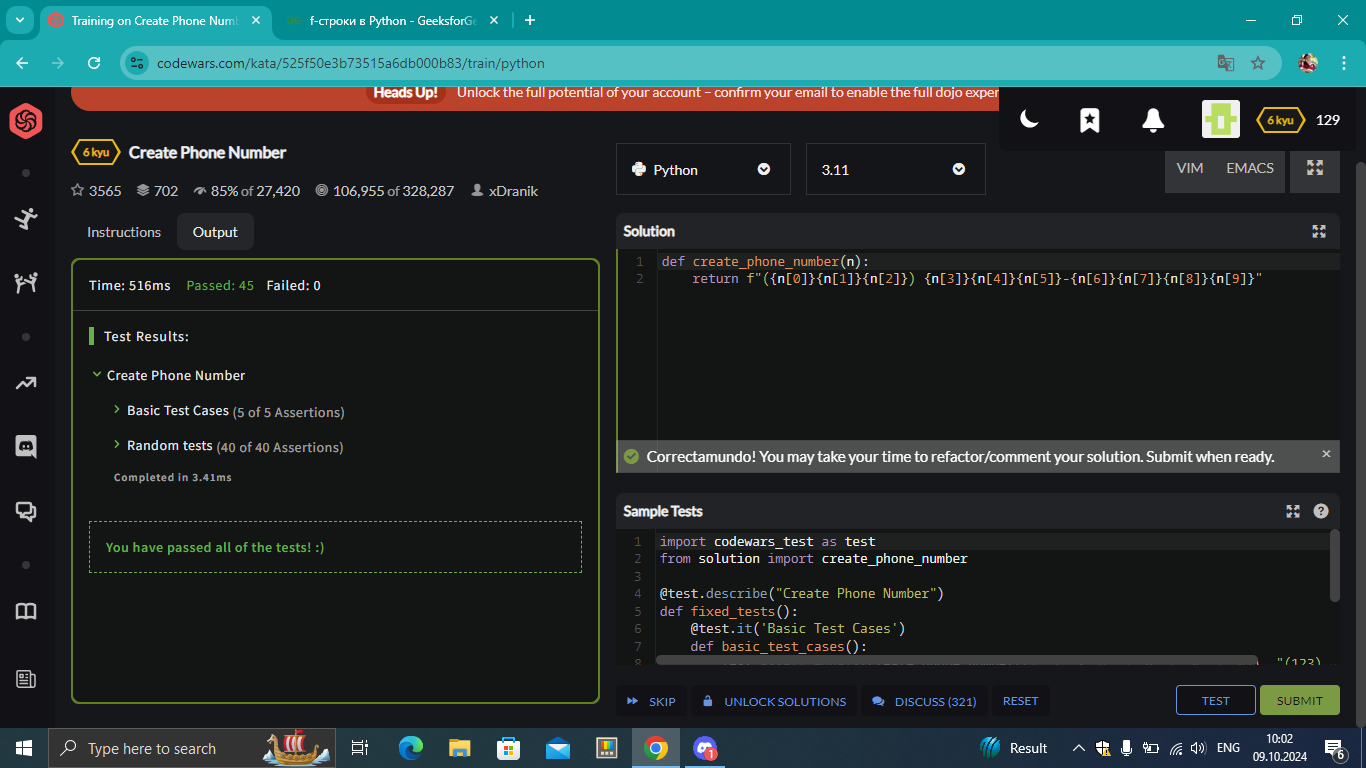 Training on Create Phone Num
f-строки в Python - GeeksforGe
codewars.com/kata/525f50e3b73515a6db000b83/train/python
Heads Up! Unlock the full potential of your account – confirm your email to enable the full dojo exper
6 kyu 129
6 kyu Create Phone Number
3565 702 85% of 27,420 106,955 of 328,287 xDranik
Python
3.11
VIM EMACS
Instructions Output
Time: 516ms Passed: 45 Failed: 0
Test Results:
Create Phone Number
Basic Test Cases (5 of 5 Assertions)
Random tests (40 of 40 Assertions)
Completed in 3.41ms
You have passed all of the tests! :)
Solution
1 def create_phone_number(n):
2 return f"({n[0]}{n[1]}{n[2]}) {n[3]}{n[4]}{n[5]}-{n[6]}{n[7]}{n[8]}{n[9]}"
Correctamundo! You may take your time to refactor/comment your solution. Submit when ready.
Sample Tests
1 import codewars_test as test
2 from solution import create_phone_number
3
4 @test.describe("Create Phone Number")
5 def fixed_tests():
6 @test.it('Basic Test Cases')
7 def basic_test_cases():
8 "(123)
SKIP UNLOCK SOLUTIONS DISCUSS (321) RESET TEST SUBMIT
Type here to search
1
Result
ENG
10:02
09.10.2024
6